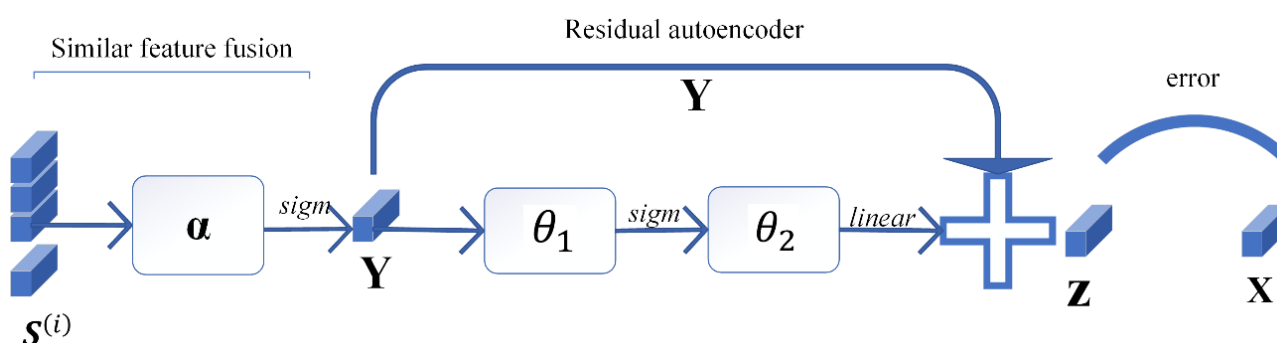 Similar feature fusion
Residual autoencoder
Y
error
α
sigm
θ₁
sigm
θ₂
linear
Y
z
X
S⁽ⁱ⁾